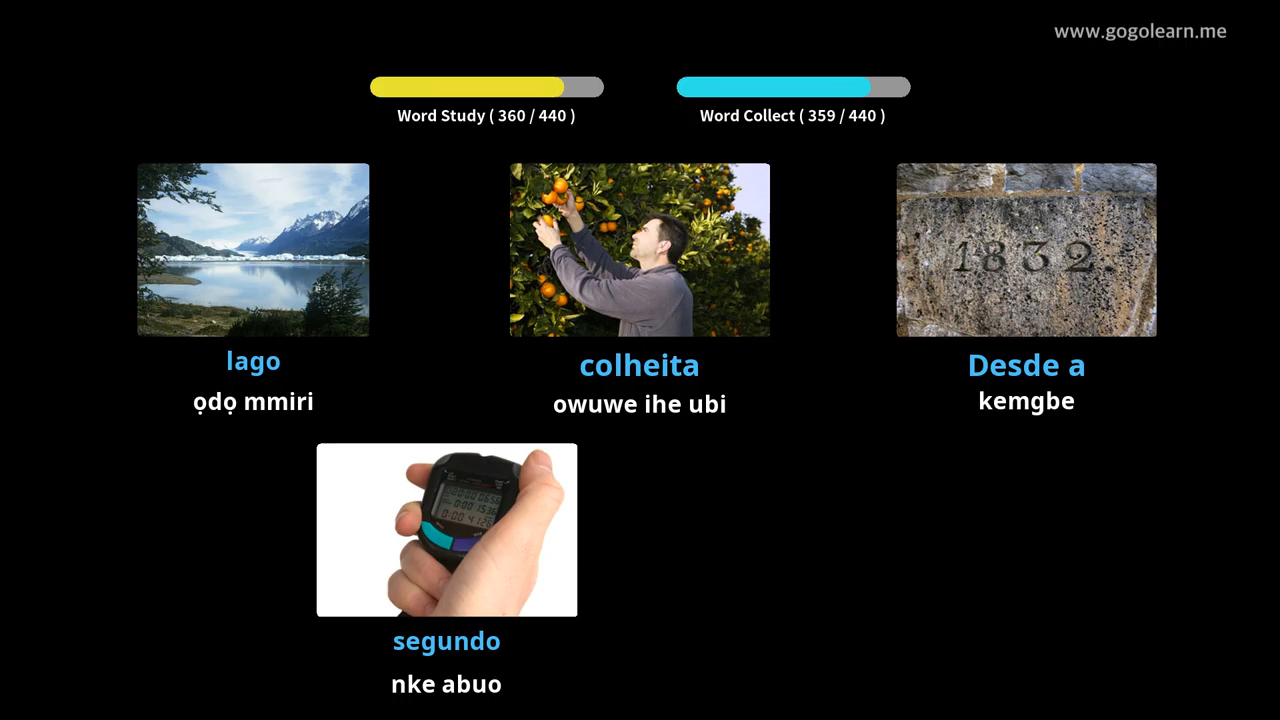 www.gogolearn.me
Word Study ( 360 / 440 )
Word Collect ( 359 / 440 )
1832.
lago
colheita
Desde a
ọdọ mmiri
owuwe ihe ubi
kemgbe
segundo
nke abuo